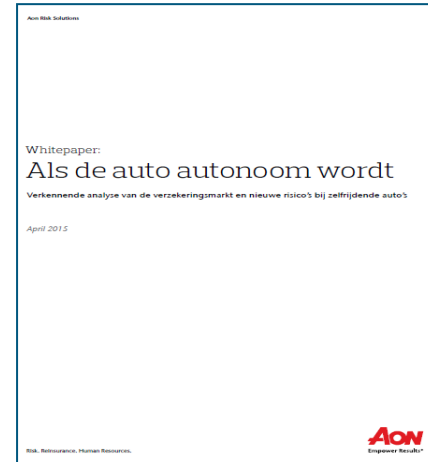 Aon Risk Solutions
Whitepaper:
Als de auto autonoom wordt
Verkennende analyse van de verzekeringsmarkt en nieuwe risico's bij zelfrijdende auto's
April 2015
Risk. Reinsurance. Human Resources.
AON
Empower Results®